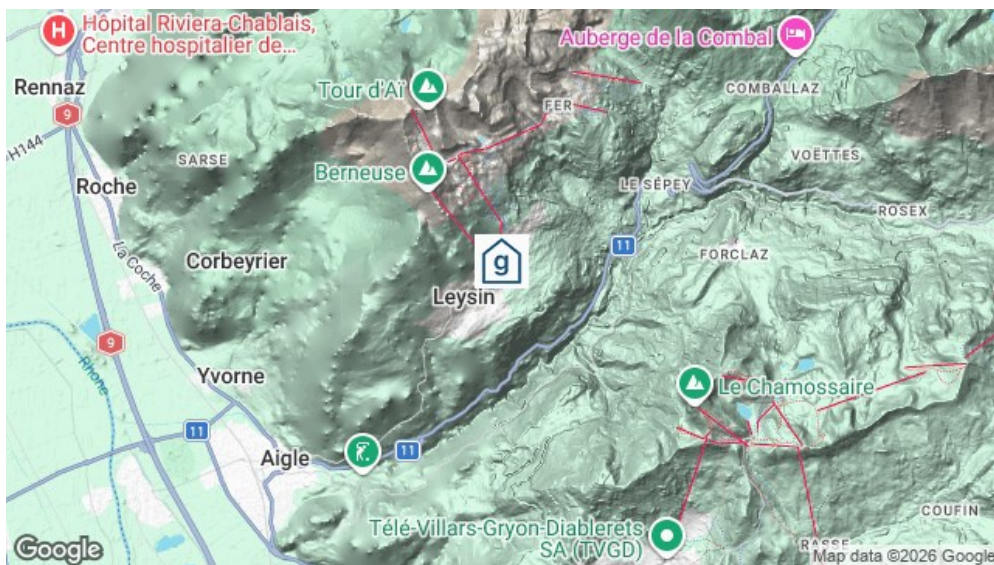 Hôpital Riviera-Chablais,
Centre hospitalier de...
Auberge de la Combal
Rennaz
9
H144
Tour d'Aï
FER
COMBALLAZ
SARSE
VOËTTES
Berneuse
Roche
LE SÉPEY
ROSEX
La Coche
11
FORCLAZ
Corbeyrier
g
Leysin
9
Rhone
Yvorne
Le Chamossaire
11
Aigle
11
COUFIN
Télé-Villars-Gryon-Diablerets
SA (TVGD)
RASSE
Google
Map data ©2026 Google